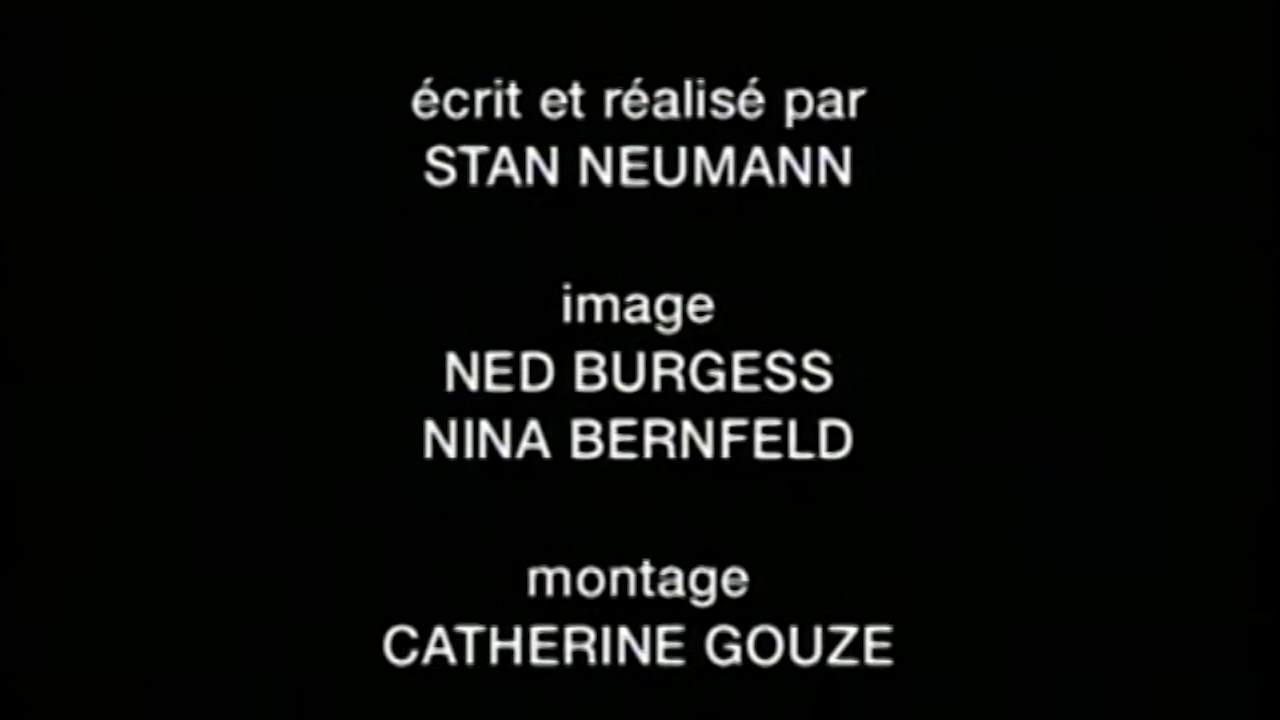 écrit et réalisé par
STAN NEUMANN
image
NED BURGESS
NINA BERNFELD
montage
CATHERINE GOUZE